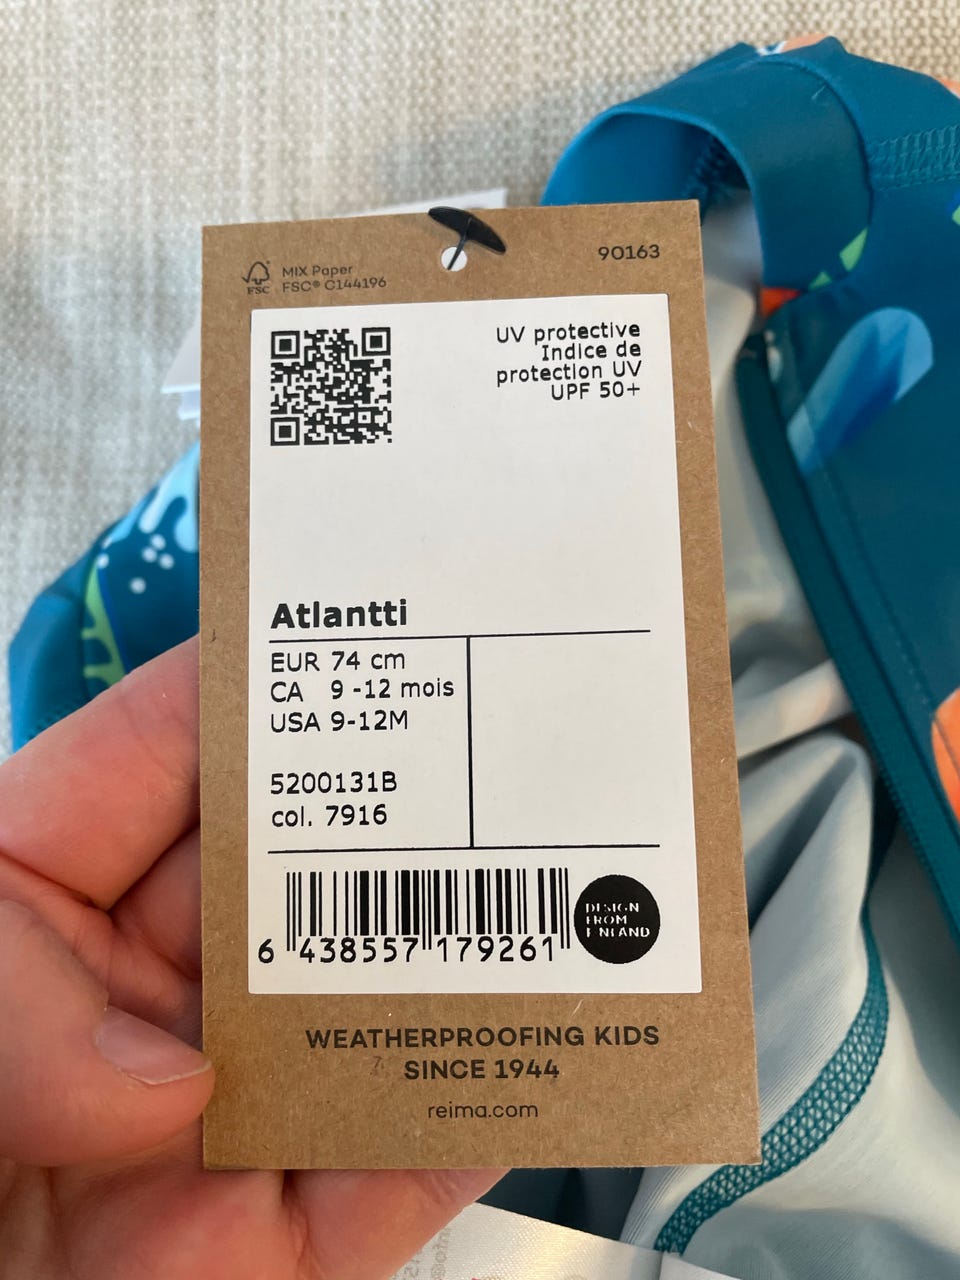 MIX Paper
FSC® C144196
FSC
90163
UV protective
Indice de
protection UV
UPF 50+
Atlantti
EUR 74 cm
CA 9 -12 mois
USA 9-12M
5200131B
col. 7916
6 438557 179261
DESIGN
FROM
FINLAND
WEATHERPROOFING KIDS
SINCE 1944
reima.com